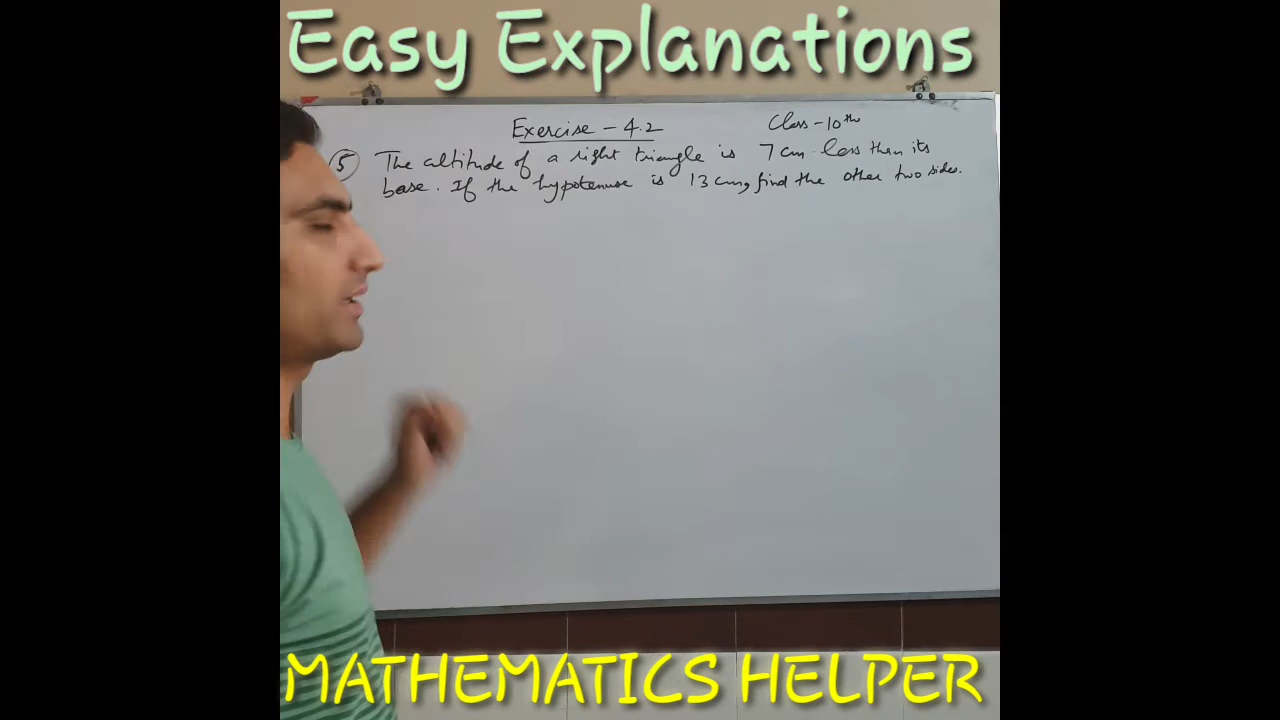 Easy Explanations
Exercise - 4.2
Class - 10th
5 The altitude of a right triangle is 7 cm less than its
base. If the hypotenuse is 13 cm, find the other two sides.
MATHEMATICS HELPER